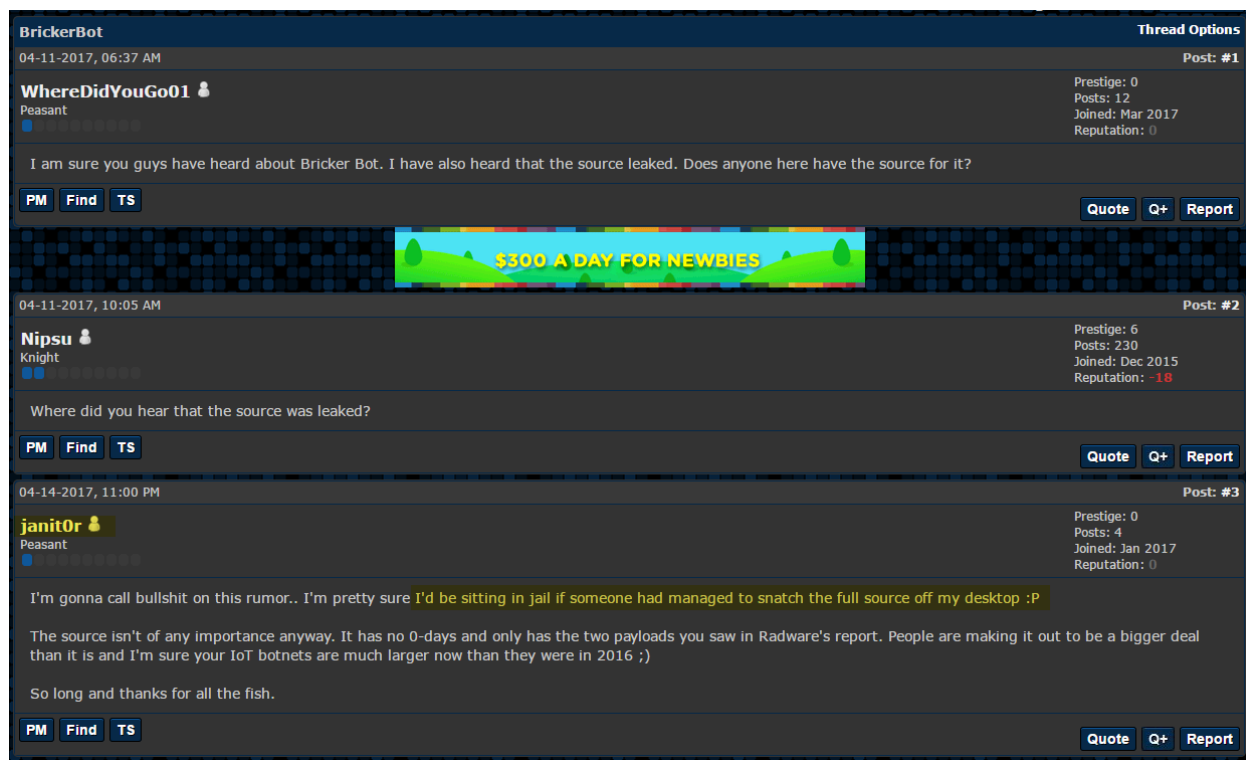 BrickerBot
Thread Options
04-11-2017, 06:37 AM
Post: #1
WhereDidYouGo01
Peasant
Prestige: 0
Posts: 12
Joined: Mar 2017
Reputation: 0
I am sure you guys have heard about Bricker Bot. I have also heard that the source leaked. Does anyone here have the source for it?
PM Find TS
Quote Q+ Report
$300 A DAY FOR NEWBIES
04-11-2017, 10:05 AM
Post: #2
Nipsu
Knight
Prestige: 6
Posts: 230
Joined: Dec 2015
Reputation: -18
Where did you hear that the source was leaked?
PM Find TS
Quote Q+ Report
04-14-2017, 11:00 PM
Post: #3
janit0r
Peasant
Prestige: 0
Posts: 4
Joined: Jan 2017
Reputation: 0
I'm gonna call bullshit on this rumor.. I'm pretty sure I'd be sitting in jail if someone had managed to snatch the full source off my desktop :P
The source isn't of any importance anyway. It has no 0-days and only has the two payloads you saw in Radware's report. People are making it out to be a bigger deal
than it is and I'm sure your IoT botnets are much larger now than they were in 2016 ;)
So long and thanks for all the fish.
PM Find TS
Quote Q+ Report